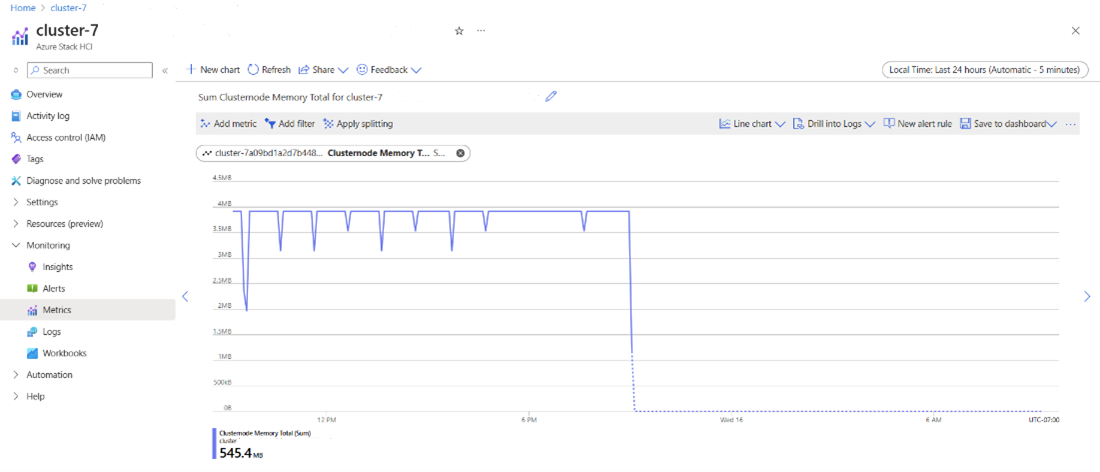 Home > cluster-7
cluster-7
Azure Stack HCI
Search
Overview
Activity log
Access control (IAM)
Tags
Diagnose and solve problems
Settings
Resources (preview)
Monitoring
Insights
Alerts
Metrics
Logs
Workbooks
Automation
Help
New chart Refresh Share Feedback
Local Time: Last 24 hours (Automatic - 5 minutes)
Sum Clusternode Memory Total for cluster-7
Add metric Add filter Apply splitting
Line chart Drill into Logs New alert rule Save to dashboard
cluster-7a09bd1a2d7b448... Clusternode Memory T... S...
4.5MB
4MB
3.5MB
3MB
2.5MB
2MB
1.5MB
1MB
500kB
0B
12 PM 6 PM Wed 16 6 AM UTC-07:00
Clusternode Memory Total (Sum)
cluster
545.4 MB